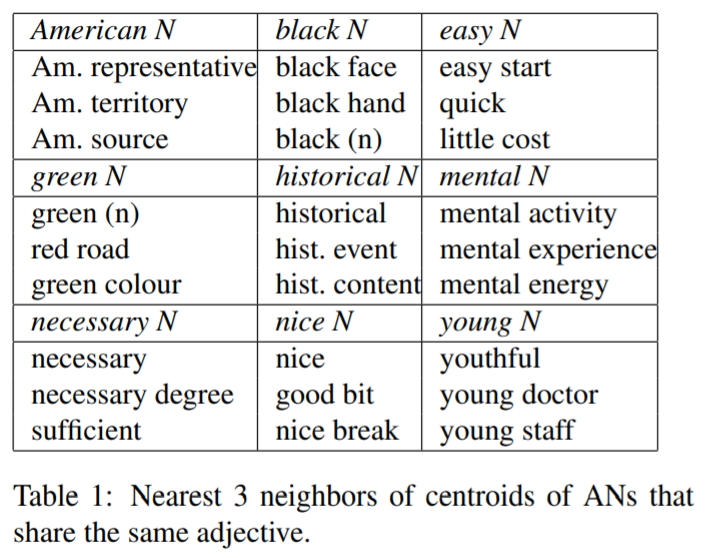 American N black N easy N
Am. representative black face easy start
Am. territory black hand quick
Am. source black (n) little cost
green N historical N mental N
green (n) historical mental activity
red road hist. event mental experience
green colour hist. content mental energy
necessary N nice N young N
necessary nice youthful
necessary degree good bit young doctor
sufficient nice break young staff
Table 1: Nearest 3 neighbors of centroids of ANs that
share the same adjective.